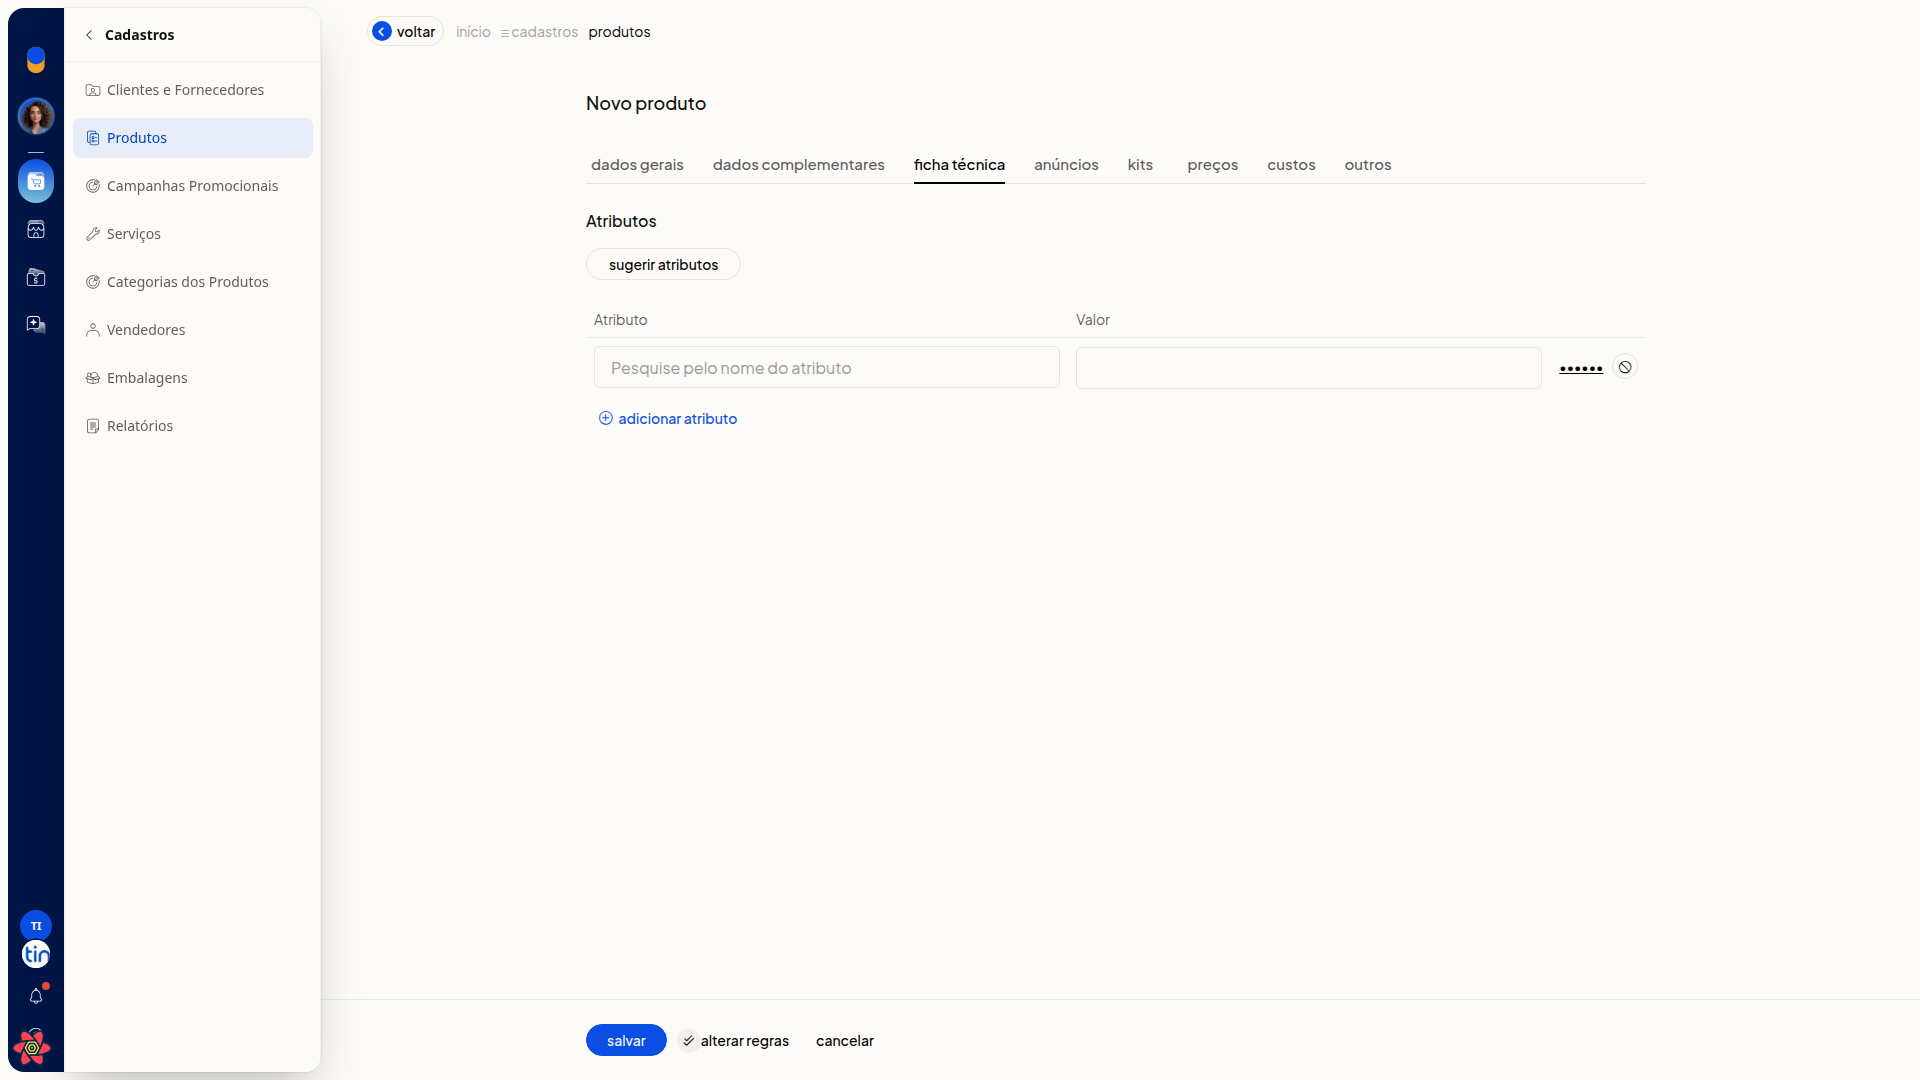 Cadastros
Clientes e Fornecedores
Produtos
Campanhas Promocionais
Serviços
Categorias dos Produtos
Vendedores
Embalagens
Relatórios
TI
tin
voltar início cadastros produtos
Novo produto
dados gerais dados complementares ficha técnica anúncios kits preços custos outros
Atributos
sugerir atributos
Atributo Valor
Pesquise pelo nome do atributo
adicionar atributo
salvar alterar regras cancelar